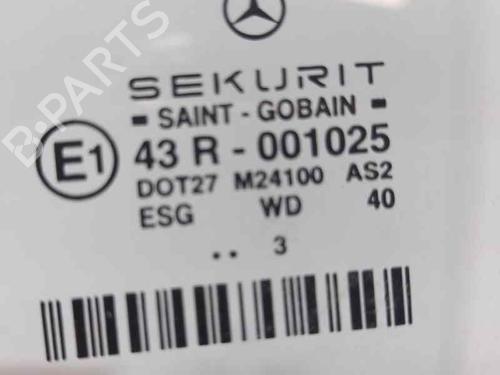 SEKURIT
SAINT - GOBAIN
E1 43 R - 001025
DOT27 M24100 AS2
ESG WD 40
.. 3
B-PARTS